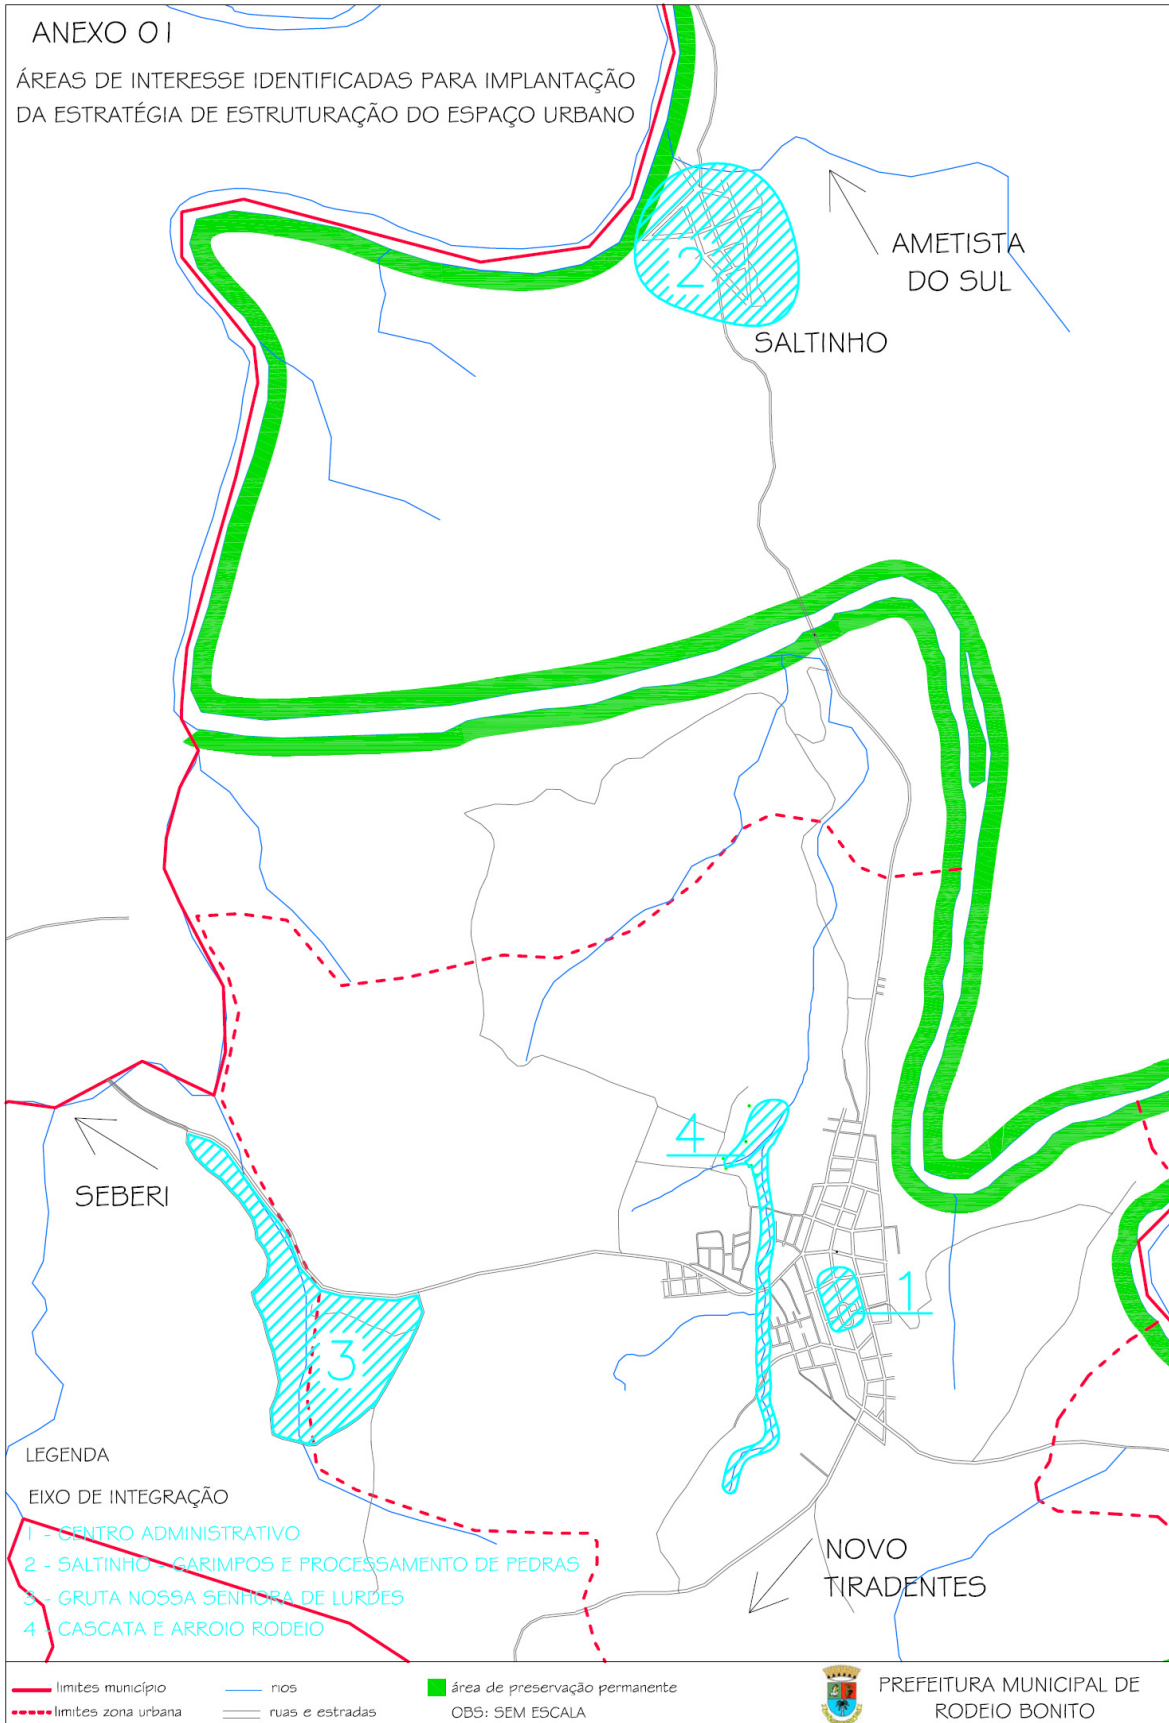 ANEXO 01
ÁREAS DE INTERESSE IDENTIFICADAS PARA IMPLANTAÇÃO
DA ESTRATÉGIA DE ESTRUTURAÇÃO DO ESPAÇO URBANO
AMETISTA
DO SUL
2
SALTINHO
4
SEBERI
1
3
NOVO
TIRADENTES
LEGENDA
EIXO DE INTEGRAÇÃO
1 - CENTRO ADMINISTRATIVO
2 - SALTINHO - GARIMPOS E PROCESSAMENTO DE PEDRAS
3 - GRUTA NOSSA SENHORA DE LURDES
4 - CASCATA E ARROIO RODEIO
limites município
rios
área de preservação permanente
limites zona urbana
ruas e estradas
OBS: SEM ESCALA
PREFEITURA MUNICIPAL DE
RODEIO BONITO